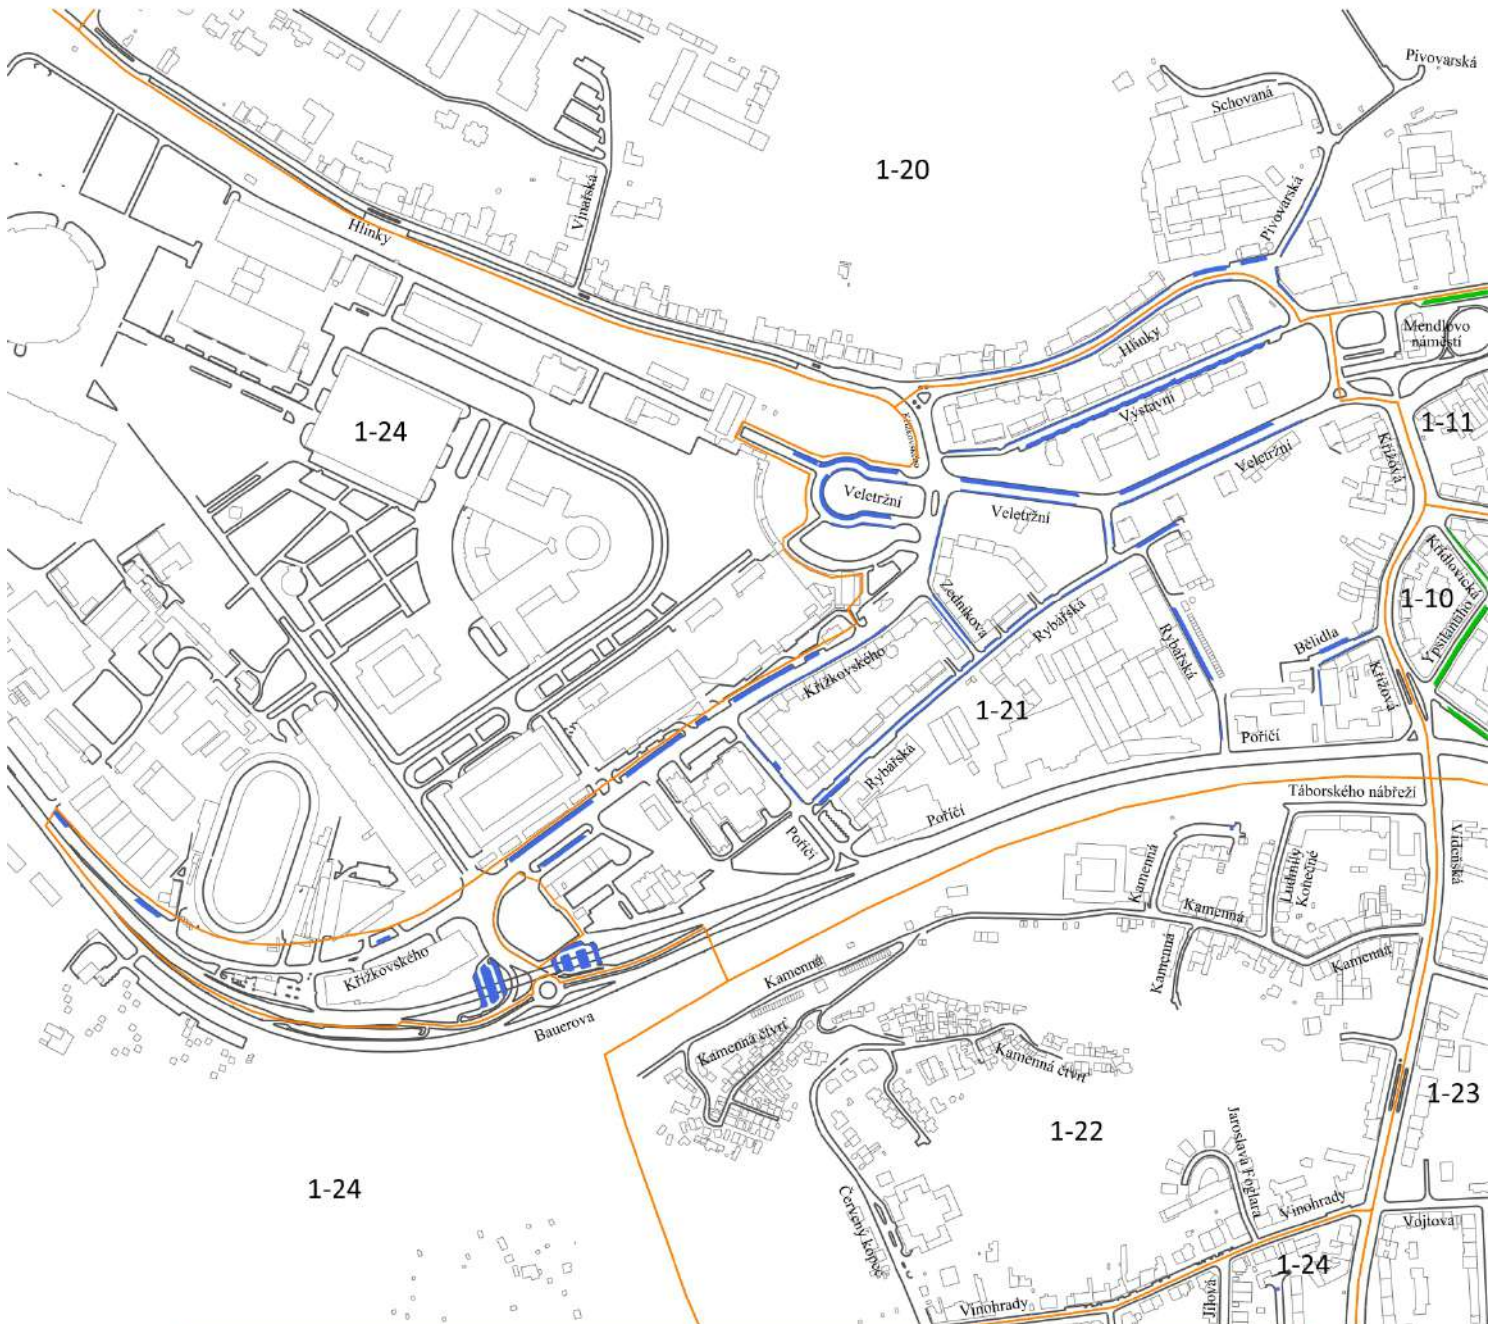 Pivovarská
Schovaná
1-20
Vinařská
Pivovarská
Hlinky
Mendlovo
náměstí
Hlinky
1-24
Výstavní
1-11
Křížkovského
Křížová
Veletržní
Veletržní
Veletržní
Křídlovická
1-10
Ypsilantiho
Zedníkova
Rybářská
Rybářská
Bělidla
Křížkovského
Křížová
1-21
Poříčí
Rybářská
Táborského nábřeží
Poříčí
Poříčí
Vídeňská
Kamenná
Ludmily
Konečné
Kamenná
Kamenná
Kamenná
Křížkovského
Kamenná
Bauerova
Kamenná čtvrť
Kamenná čtvrť
1-23
1-22
Jaroslava Foglara
1-24
Červený kopec
Vinohrady
Vojtova
1-24
Jílová
Vinohrady